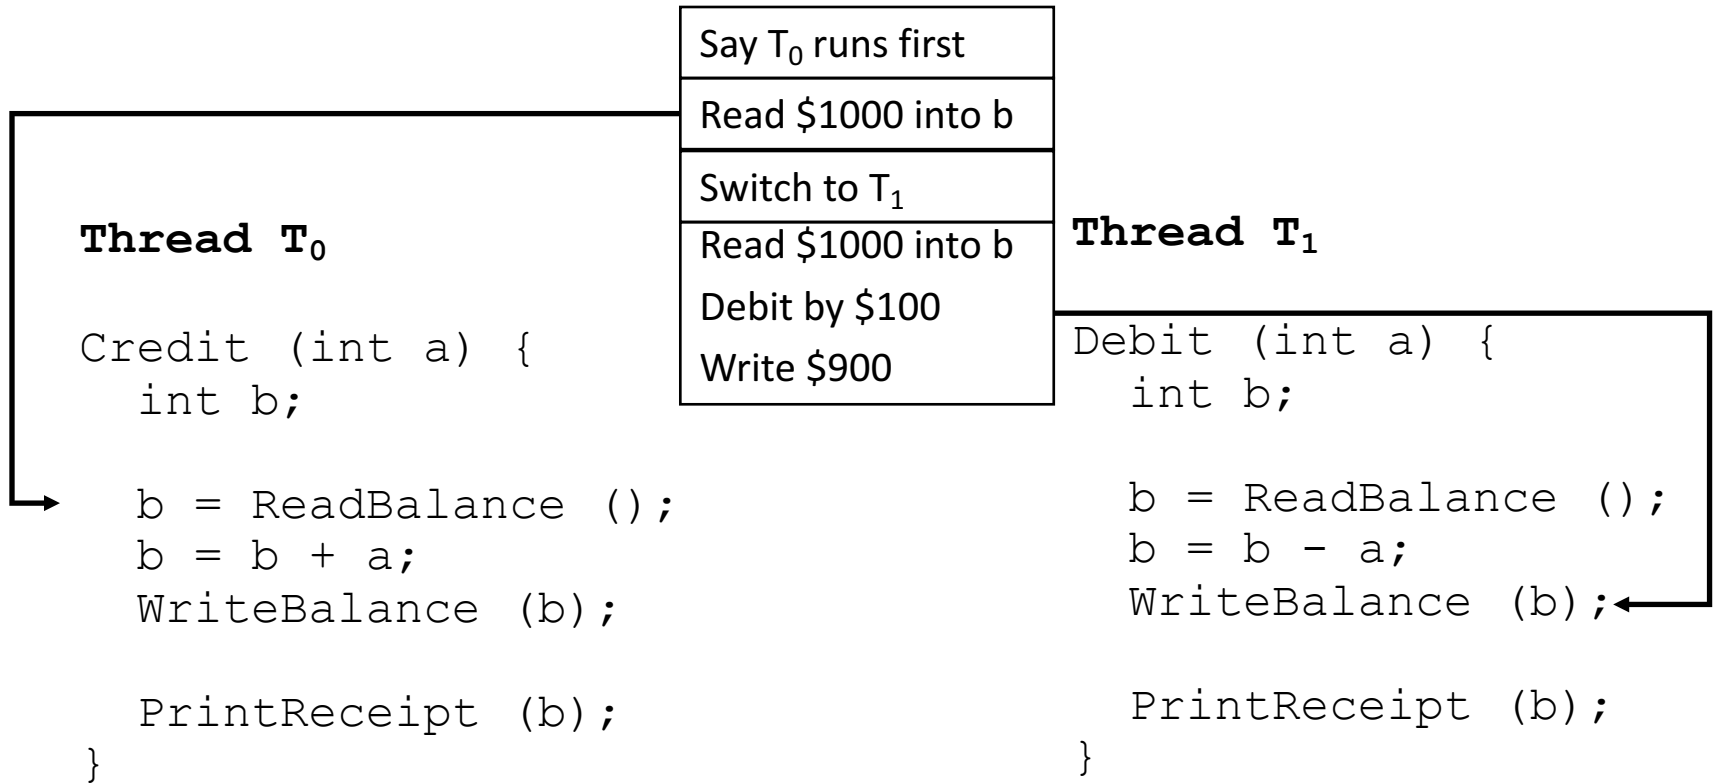 Say T₀ runs first
Read $1000 into b
Switch to T₁
Read $1000 into b
Debit by $100
Write $900
Thread T₀
Credit (int a) {
int b;
b = ReadBalance ();
b = b + a;
WriteBalance (b);
PrintReceipt (b);
}
Thread T₁
Debit (int a) {
int b;
b = ReadBalance ();
b = b - a;
WriteBalance (b);
PrintReceipt (b);
}